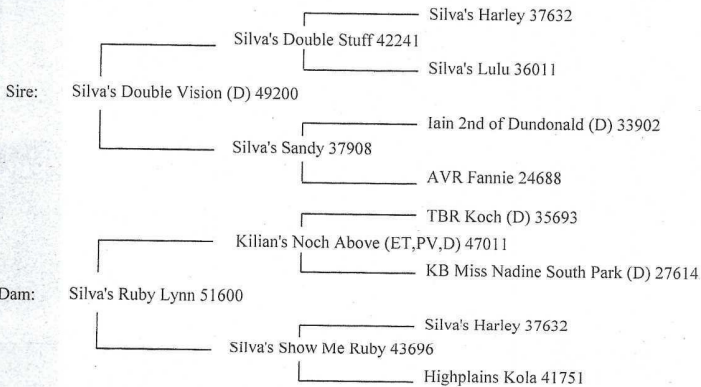 Silva's Harley 37632
Silva's Double Stuff 42241
Silva's Lulu 36011
Sire: Silva's Double Vision (D) 49200
Iain 2nd of Dundonald (D) 33902
Silva's Sandy 37908
AVR Fannie 24688
TBR Koch (D) 35693
Kilian's Noch Above (ET,PV,D) 47011
KB Miss Nadine South Park (D) 27614
Dam: Silva's Ruby Lynn 51600
Silva's Harley 37632
Silva's Show Me Ruby 43696
Highplains Kola 41751